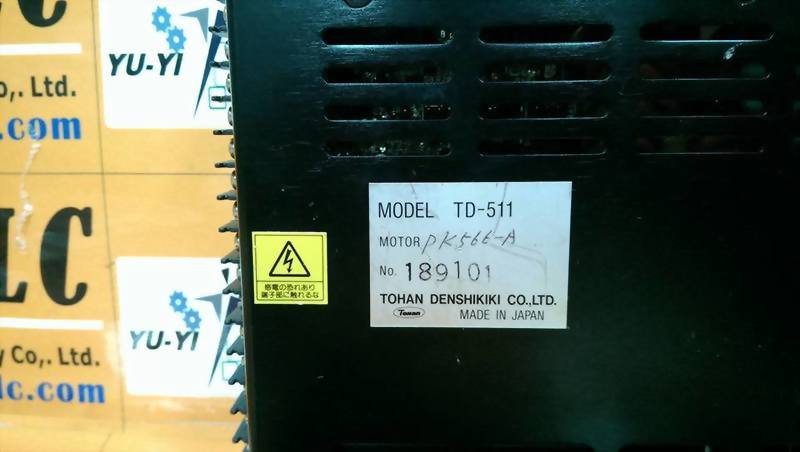 YU-YI
O,. Ltd.
.com
LC
YU-YI
y Co,. Ltd.
lc.com
MODEL TD-511
MOTOR PK566-A
No. 189101
TOHAN DENSHIKIKI CO.,LTD.
Tohan MADE IN JAPAN
感電の恐れあり
端子部に触れるな